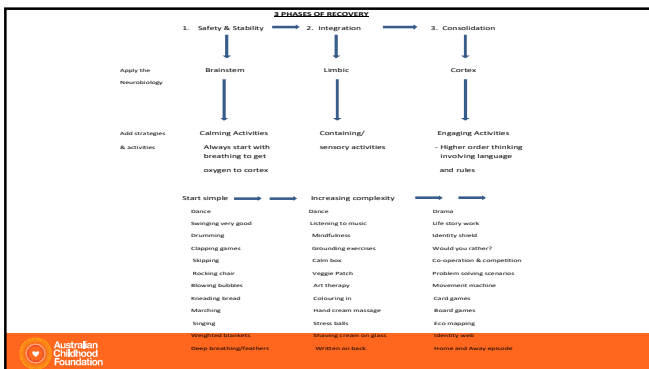 3 PHASES OF RECOVERY
1. Safety & Stability 2. Integration 3. Consolidation
Apply the Brainstem Limbic Cortex
Neurobiology
Add strategies Calming Activities Containing/ Engaging Activities
& activities Always start with sensory activities - Higher order thinking
breathing to get involving language
oxygen to cortex and rules
Start simple Increasing complexity
Dance Dance Drama
Swinging very good Listening to music Life story work
Drumming Mindfulness Identity shield
Clapping games Grounding exercises Would you rather?
Skipping Calm box Co-operation & competition
Rocking chair Veggie Patch Problem solving scenarios
Blowing bubbles Art therapy Movement machine
Kneading bread Colouring in Card games
Marching Hand cream massage Board games
Singing Stress balls Eco mapping
Weighted blankets Shaving cream on glass Identity web
Deep breathing/feathers Written on back Home and Away episode
Australian
Childhood
Foundation